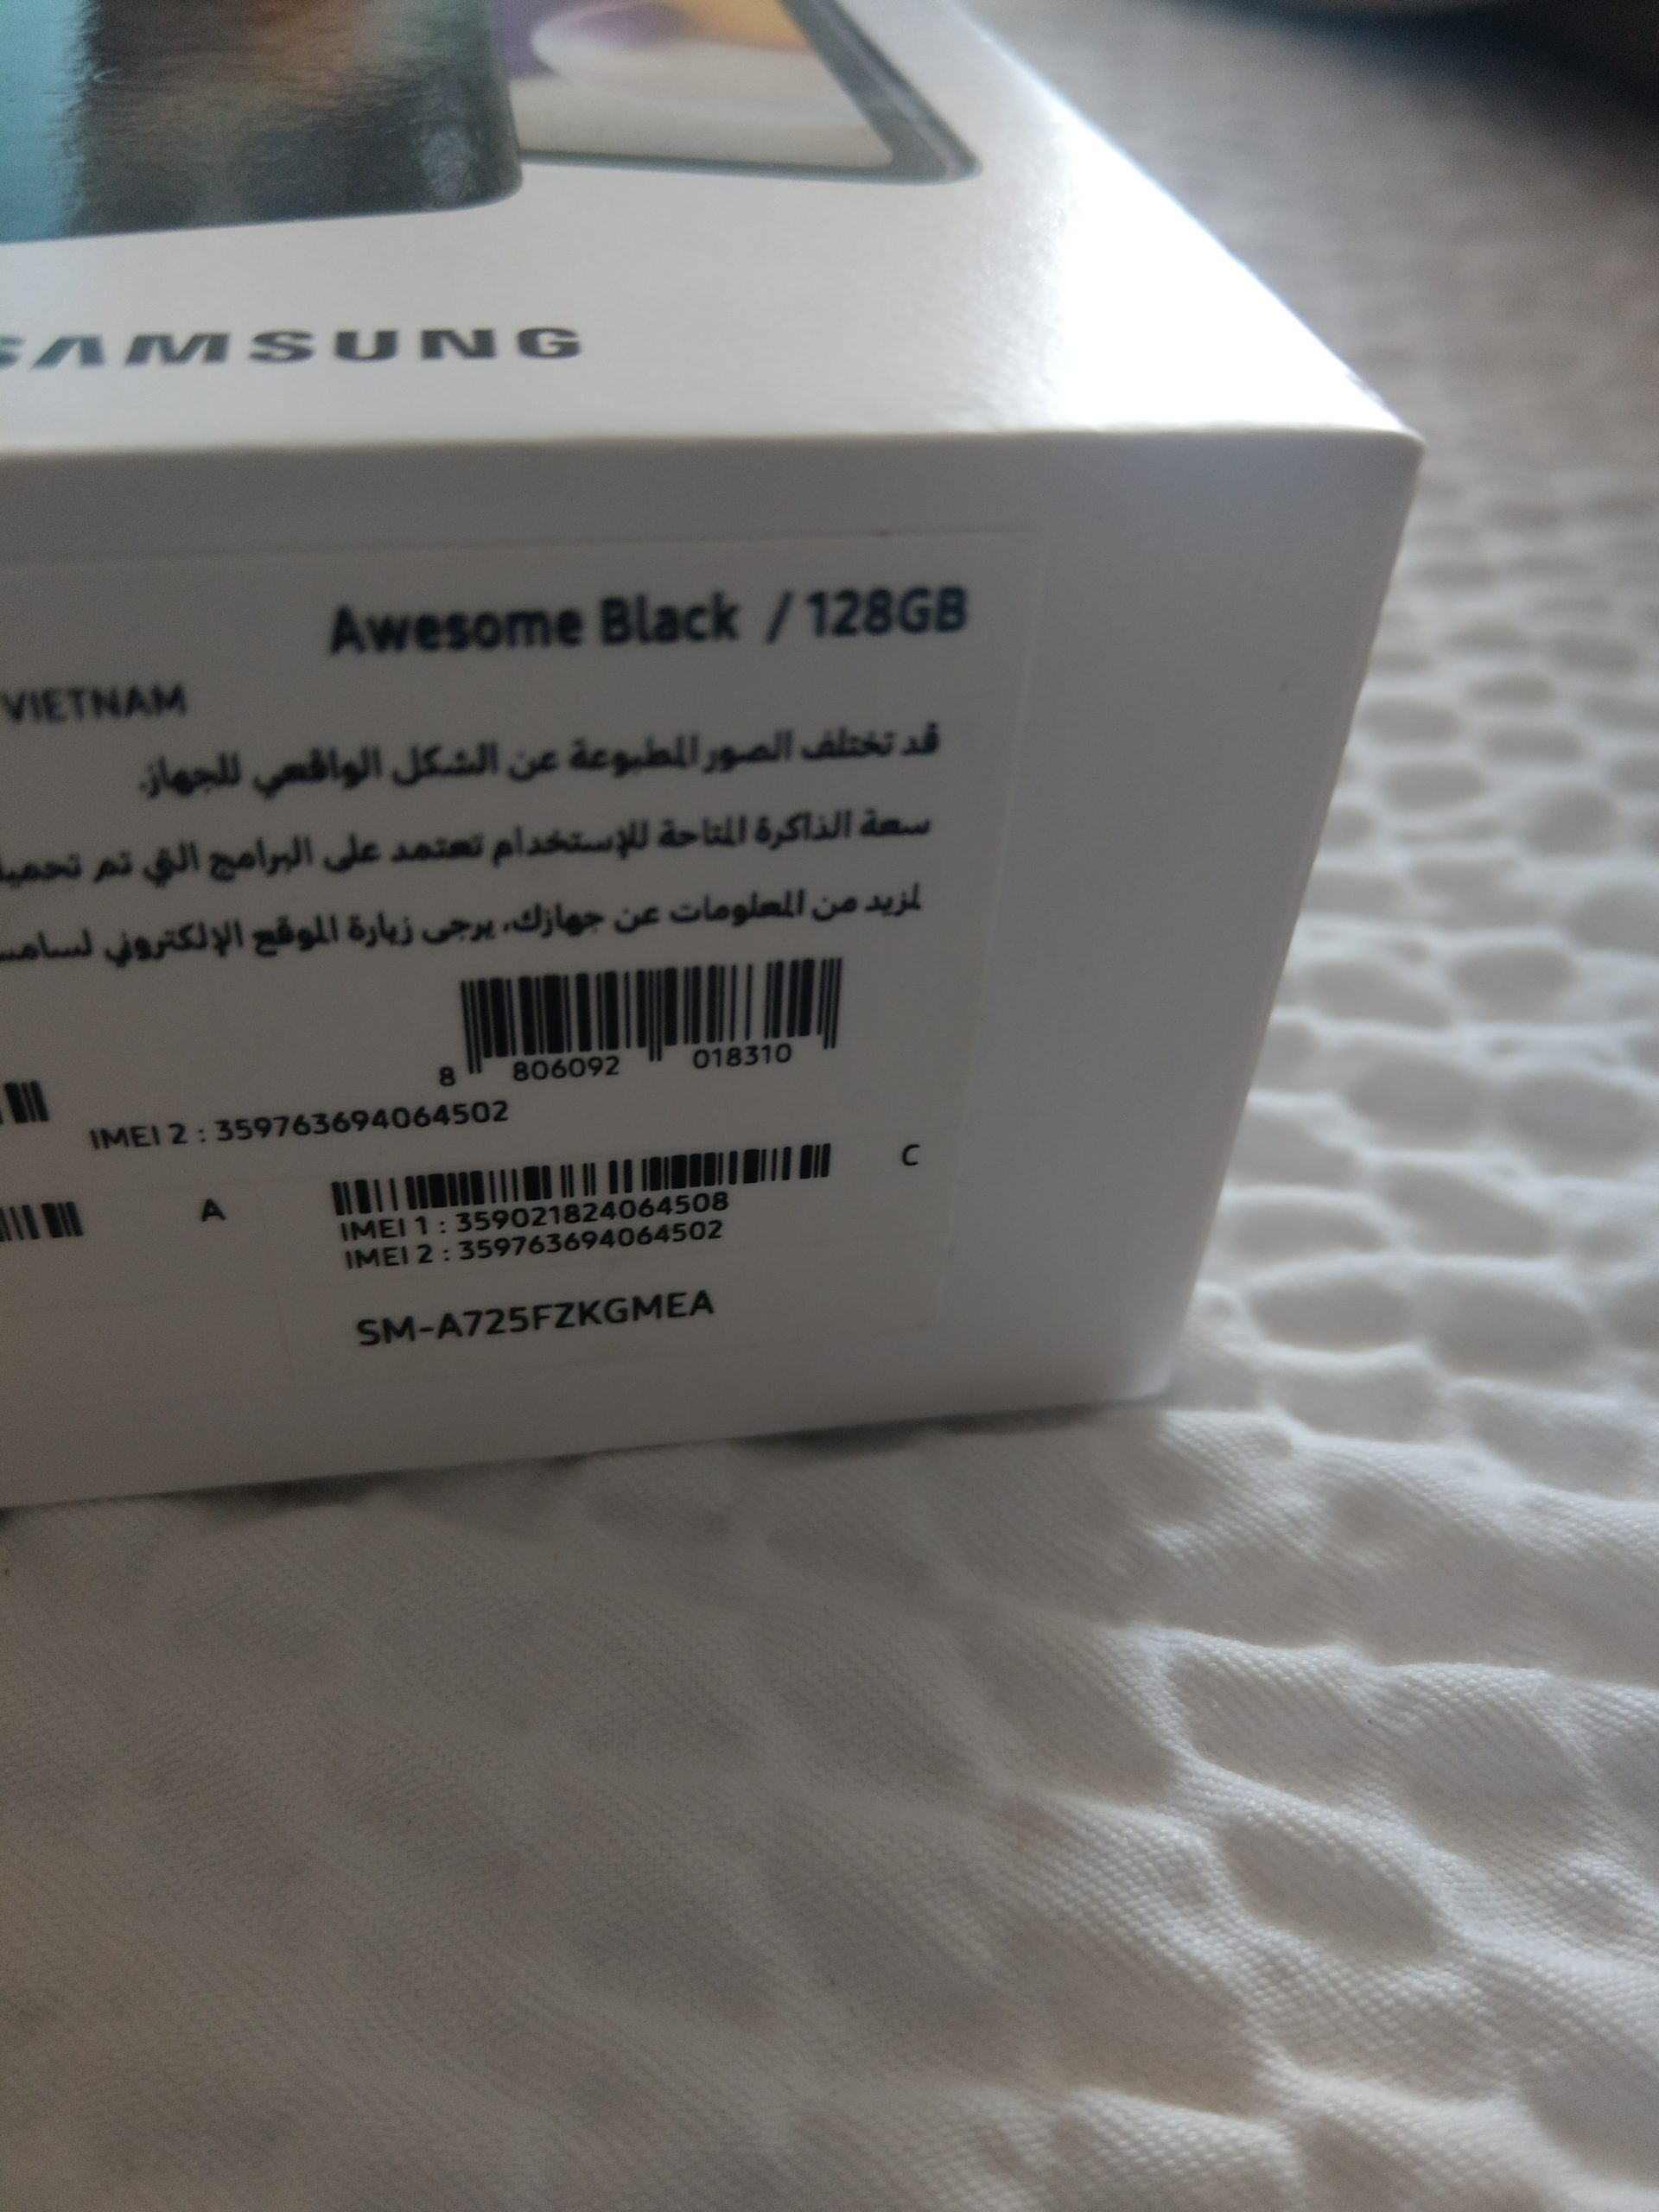 SAMSUNG
Awesome Black / 128GB
VIETNAM
قد تختلف الصور المطبوعة عن الشكل الواقعي للجهاز.
سعة الذاكرة المتاحة للإستخدام تعتمد على البرامج التي تم
لمزيد من المعلومات عن جهازك، يرجى زيارة الموقع الإلكتروني
8 806092 018310
IMEI 2 : 359763694064502
A
C
IMEI 1 : 359021824064508
IMEI 2 : 359763694064502
SM-A725FZKGMEA